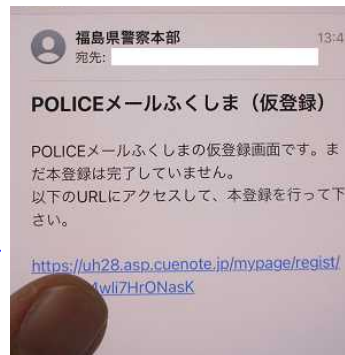 福島県警察本部
13:4
宛先:
POLICEメールふくしま（仮登録）
POLICEメールふくしまの仮登録画面です。ま
だ本登録は完了していません。
以下のURLにアクセスして、本登録を行って下
さい。
https://uh28.asp.cuenote.jp/mypage/regist/
wli7HrONasK